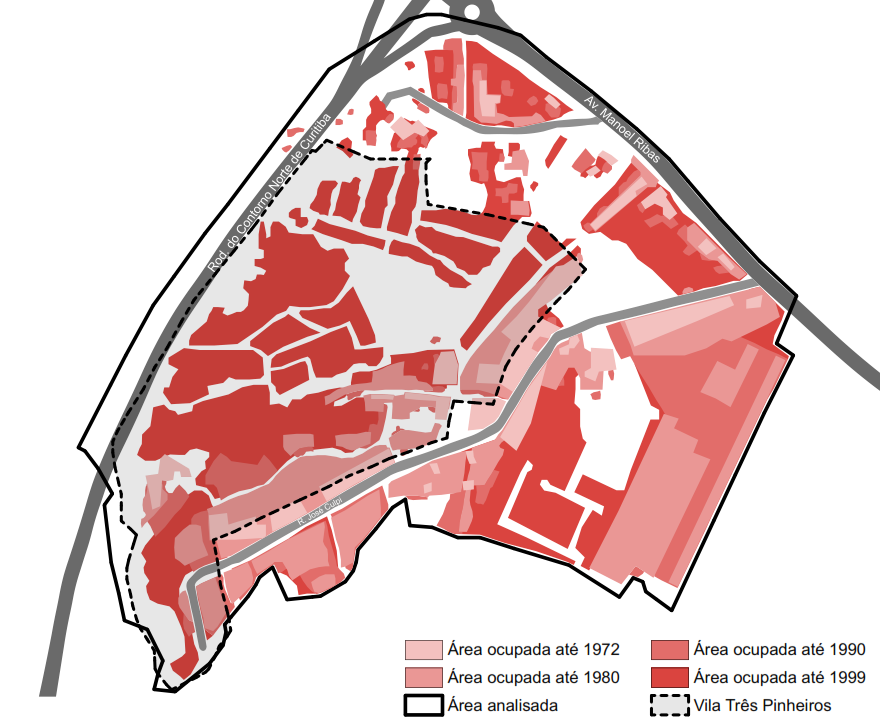 Av. Manoel Ribas
Rod. do Contorno Norte de Curitiba
R. José Culpi
Área ocupada até 1972
Área ocupada até 1980
Área analisada
Área ocupada até 1990
Área ocupada até 1999
Vila Três Pinheiros